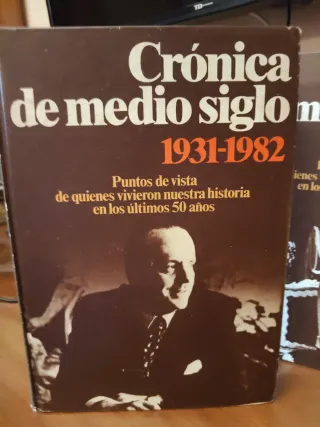 Crónica
de medio siglo
1931-1982
Puntos de vista
de quienes vivieron nuestra historia
en los últimos 50 años